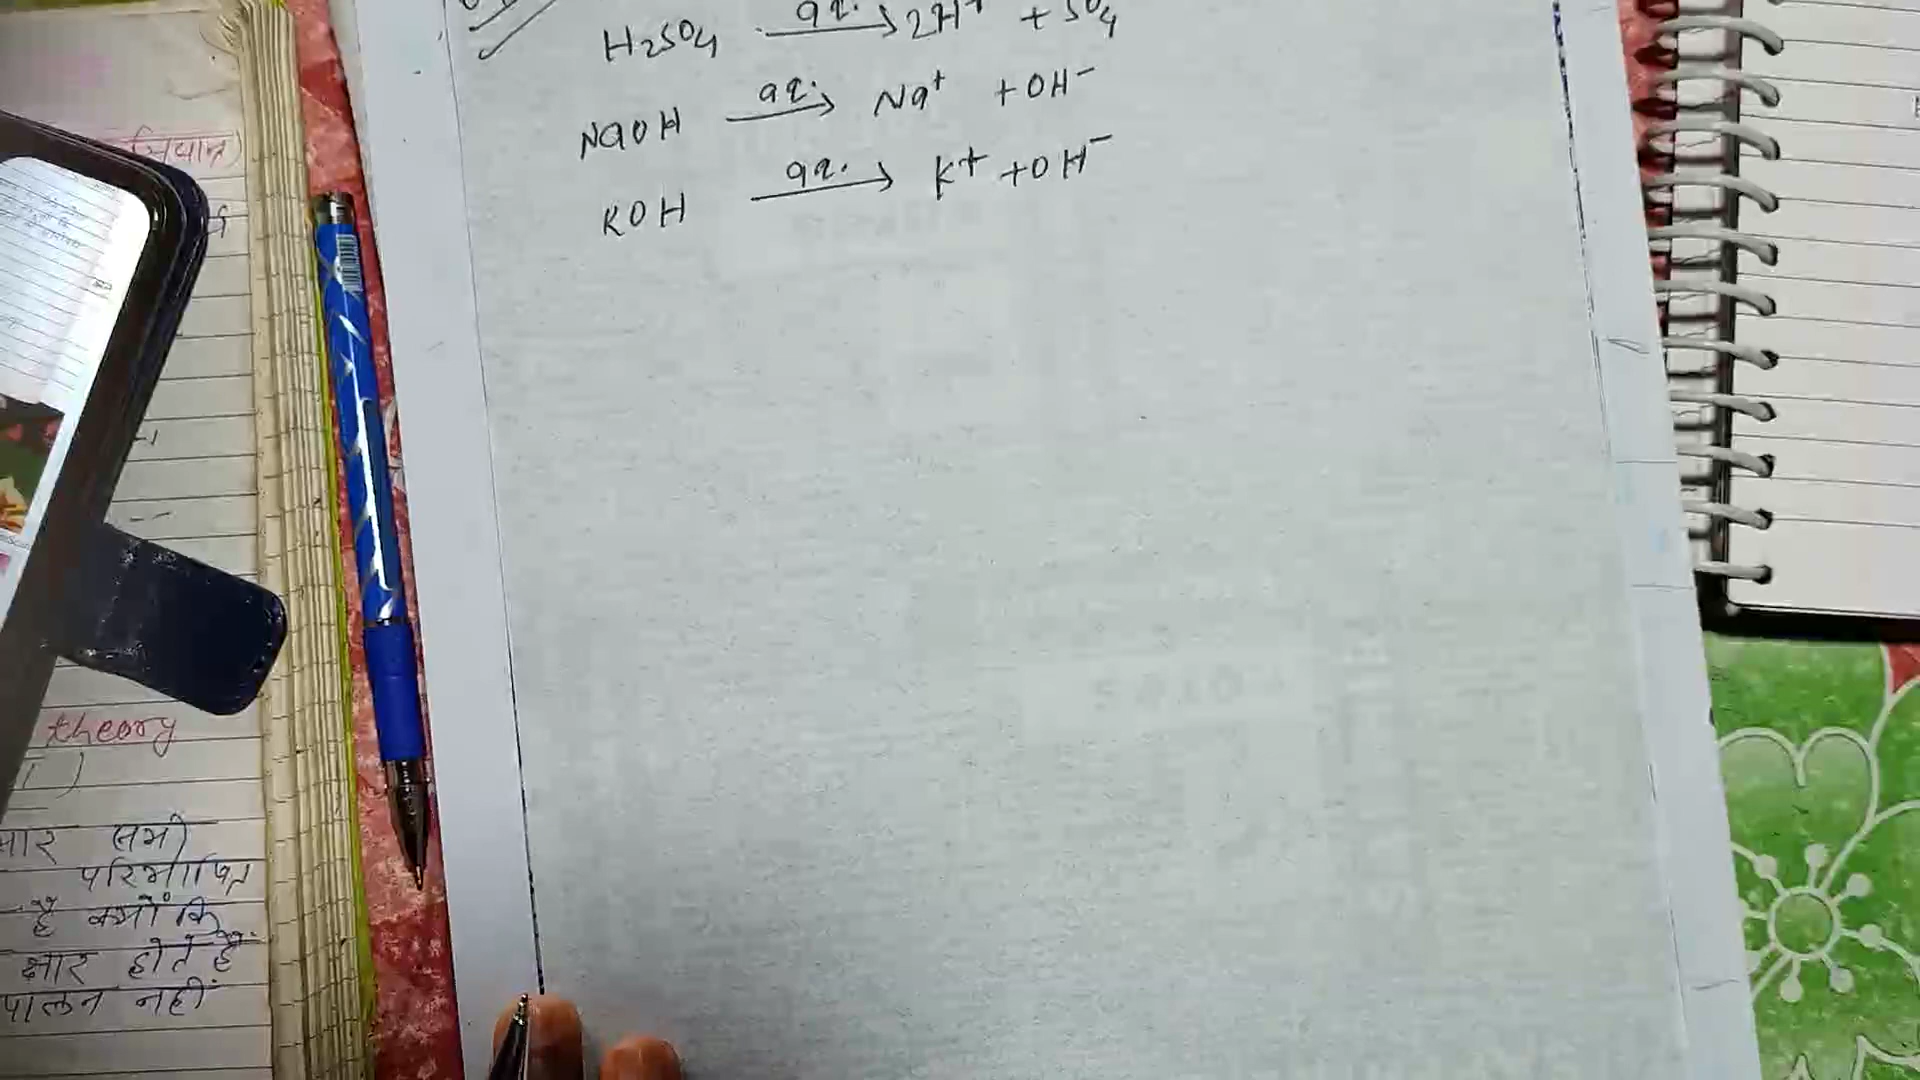 H2SO4 aq. → 2H+ + SO4
NaOH aq. → Na+ + OH-
KOH aq. → K+ + OH-
theory
सभी
परिभाषित
है क्योंकि
क्षार होते है
पालन नहीं